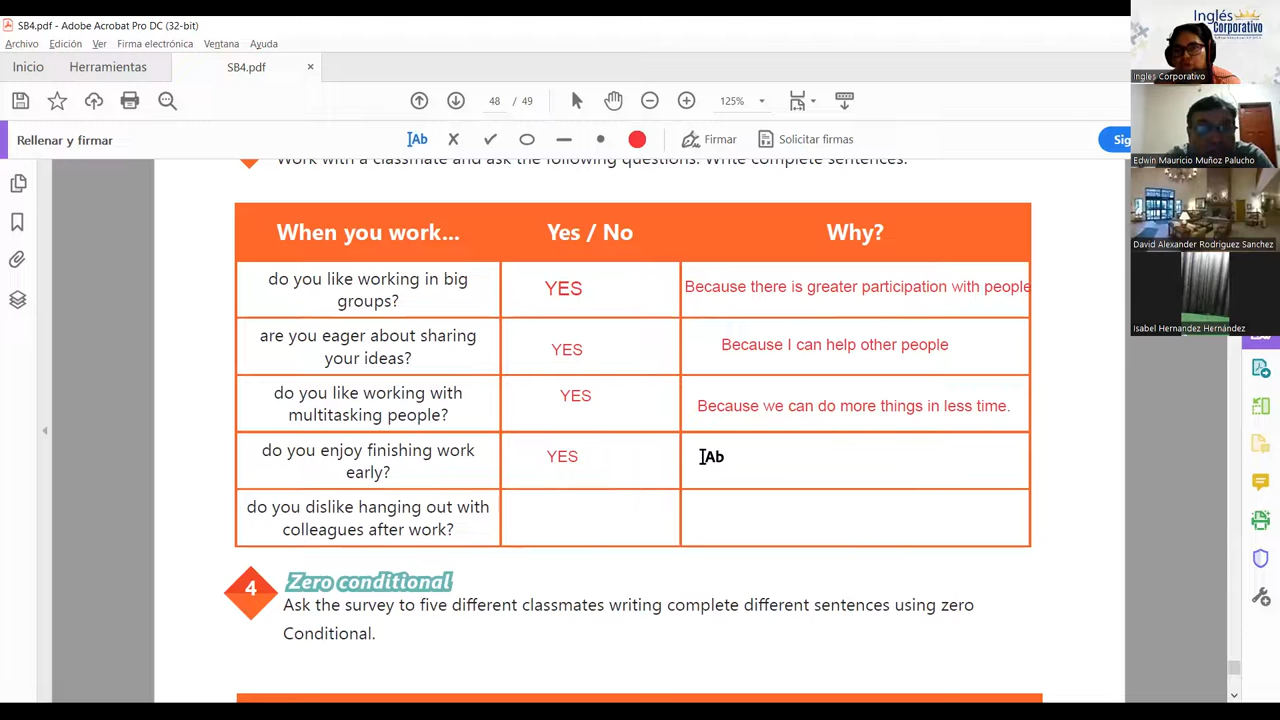 SB4.pdf - Adobe Acrobat Pro DC (32-bit)
Archivo Edición Ver Firma electrónica Ventana Ayuda
Inicio Herramientas SB4.pdf ×
48 / 49 125%
Rellenar y firmar Ab Firmar Solicitar firmas Sig
Work with a classmate and ask the following questions. Write complete sentences.
When you work... Yes / No Why?
do you like working in big
groups?
YES
Because there is greater participation with people
are you eager about sharing
your ideas?
YES
Because I can help other people
do you like working with
multitasking people?
YES
Because we can do more things in less time.
do you enjoy finishing work
early?
YES
Ab
do you dislike hanging out with
colleagues after work?
4 Zero conditional
Ask the survey to five different classmates writing complete different sentences using zero
Conditional.
Inglés
Corporativo
Ingles Corporativo
Edwin Mauricio Muñoz Palucho
David Alexander Rodríguez Sanchez
Isabel Hernandez Hernández